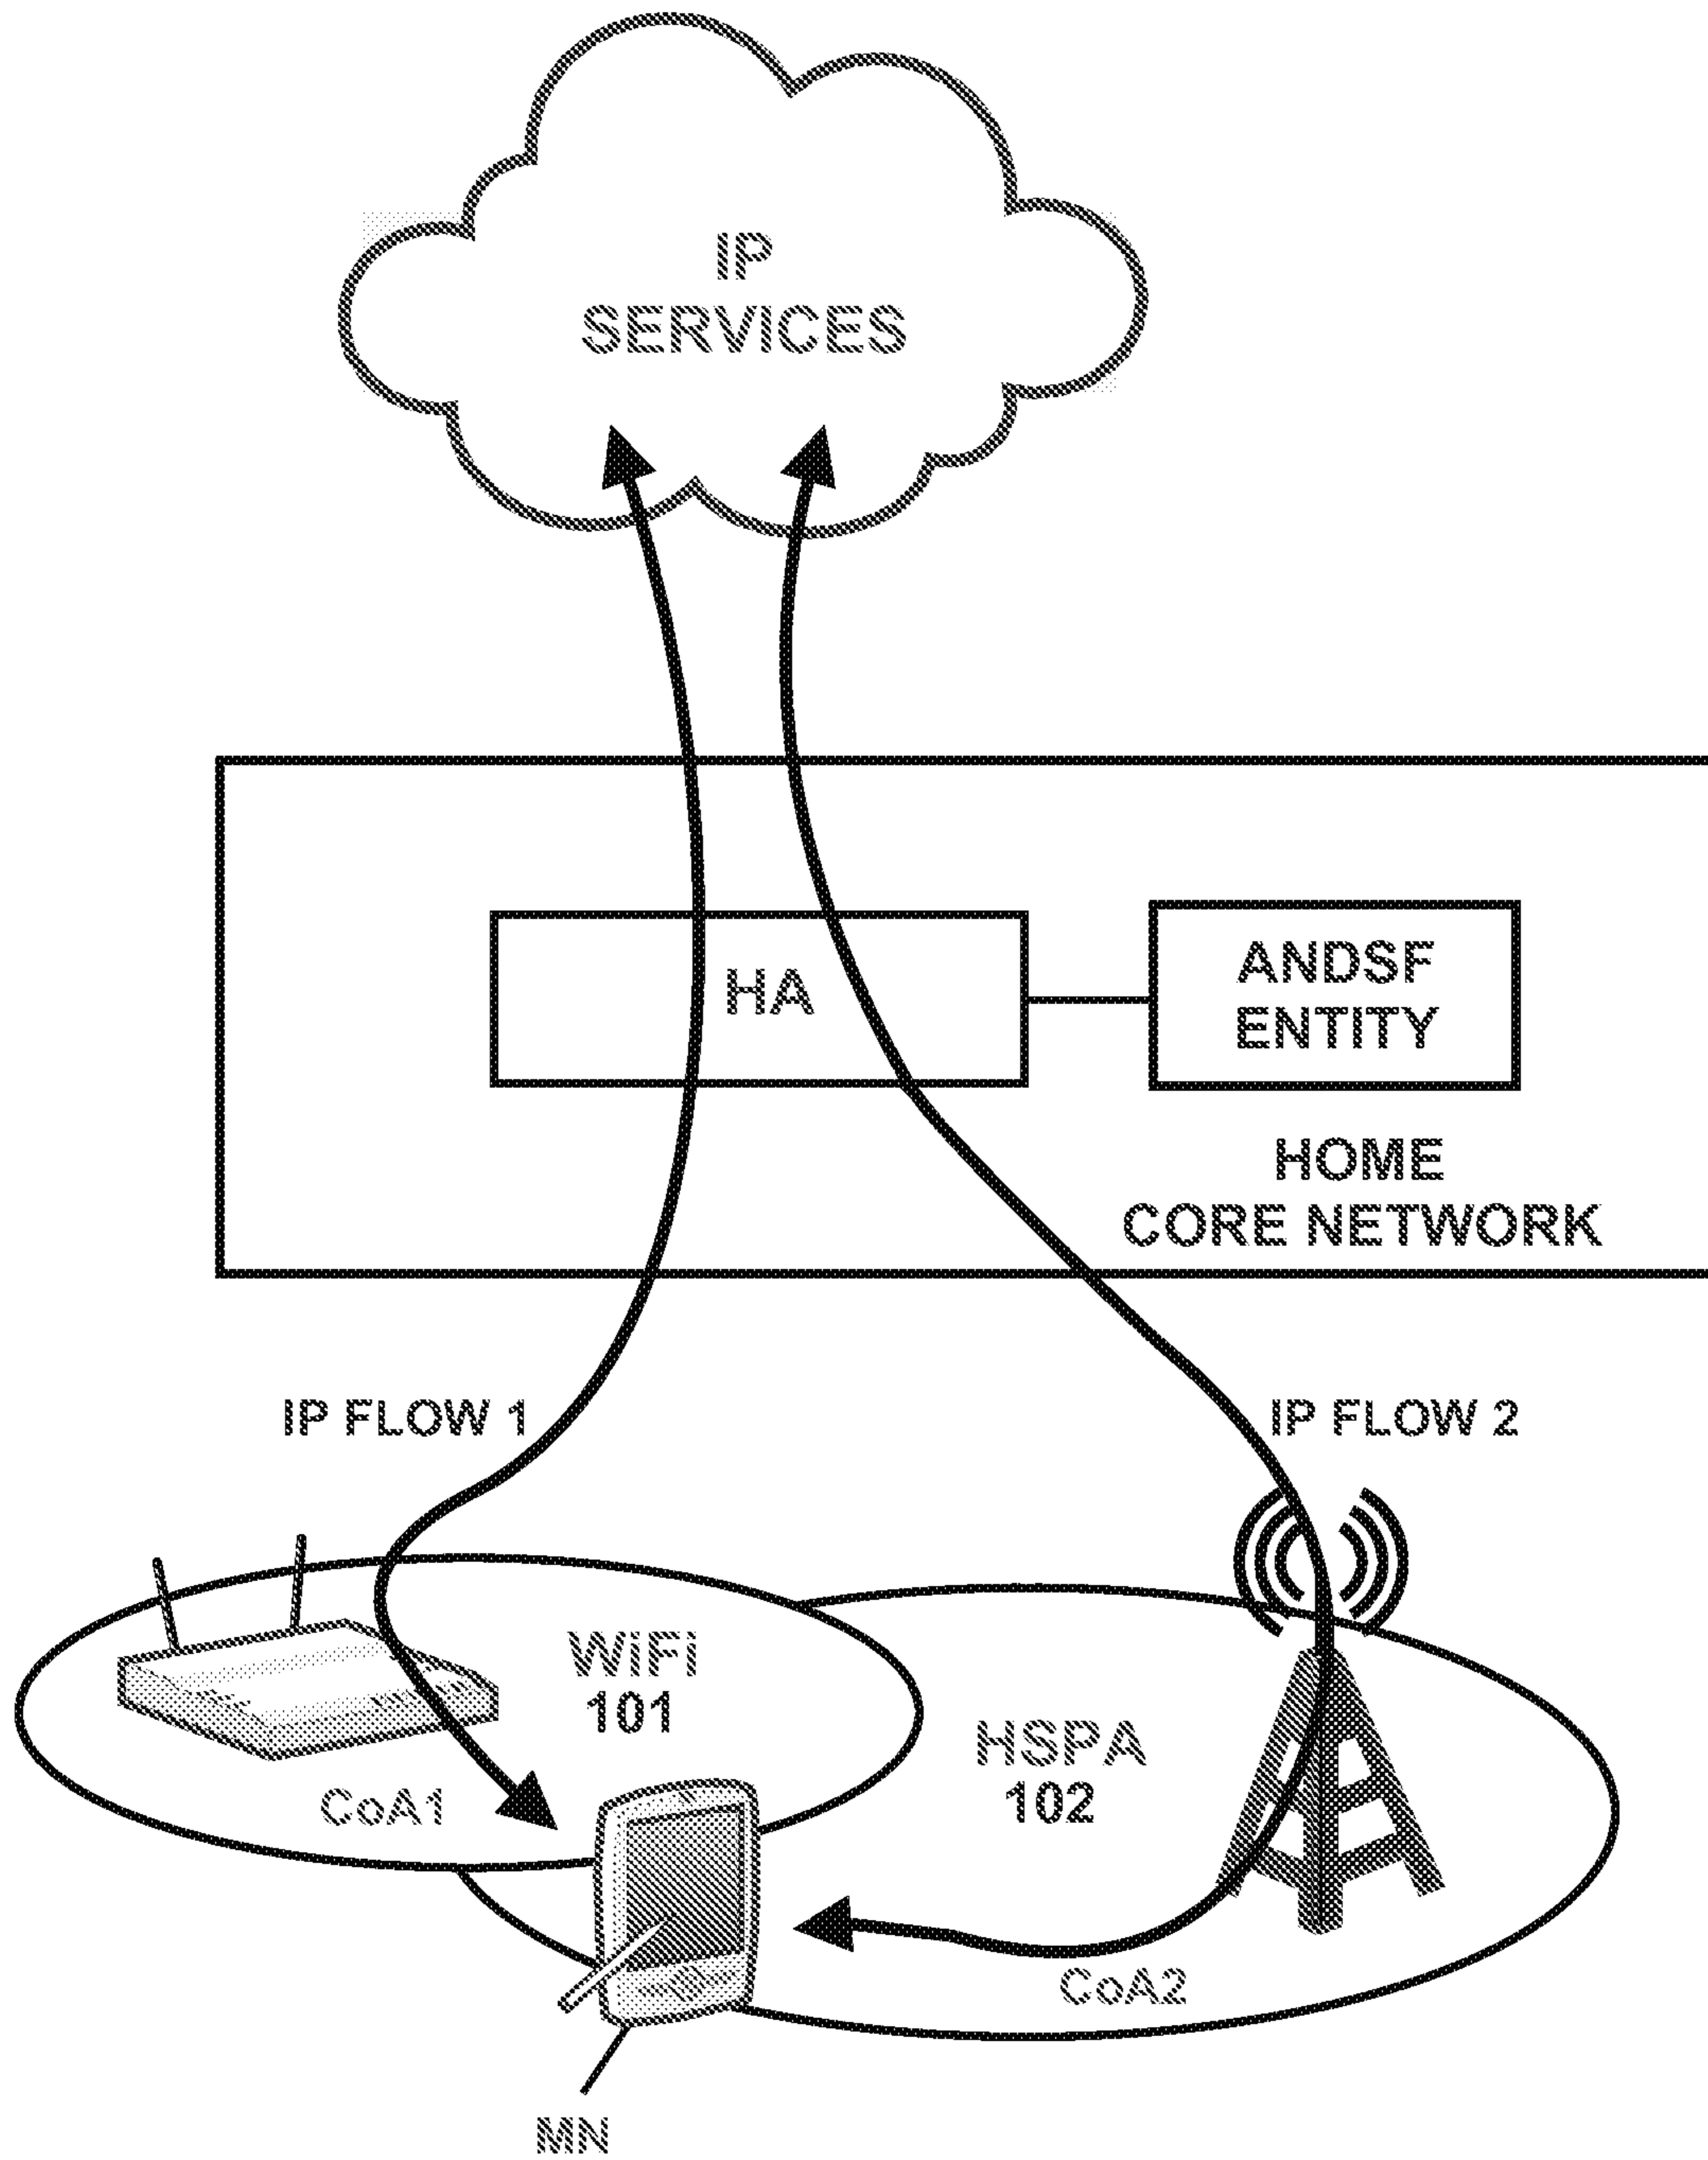 IP
SERVICES
HA
ANDSF
ENTITY
HOME
CORE NETWORK
IP FLOW 1
IP FLOW 2
WiFi
101
HSPA
102
CoA1
CoA2
MN